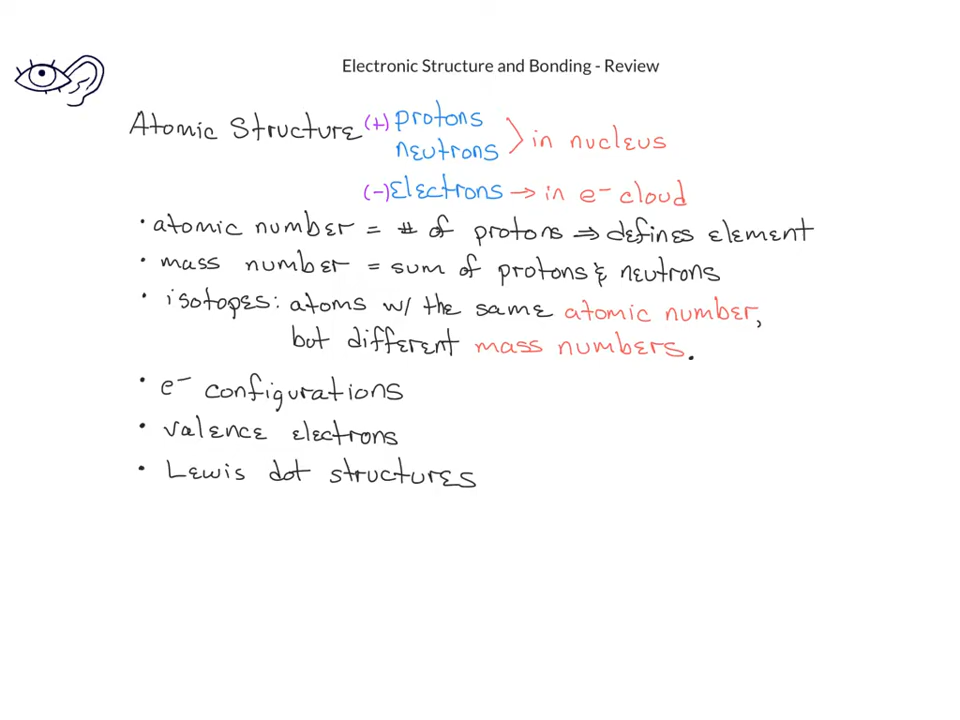 Electronic Structure and Bonding - Review
Atomic Structure (+) protons
neutrons > in nucleus
(-) Electrons → in e⁻ cloud
• atomic number = # of protons ⇒ defines element
• mass number = sum of protons & neutrons
• isotopes: atoms w/ the same atomic number,
but different mass numbers.
• e⁻ configurations
• valence electrons
• Lewis dot structures